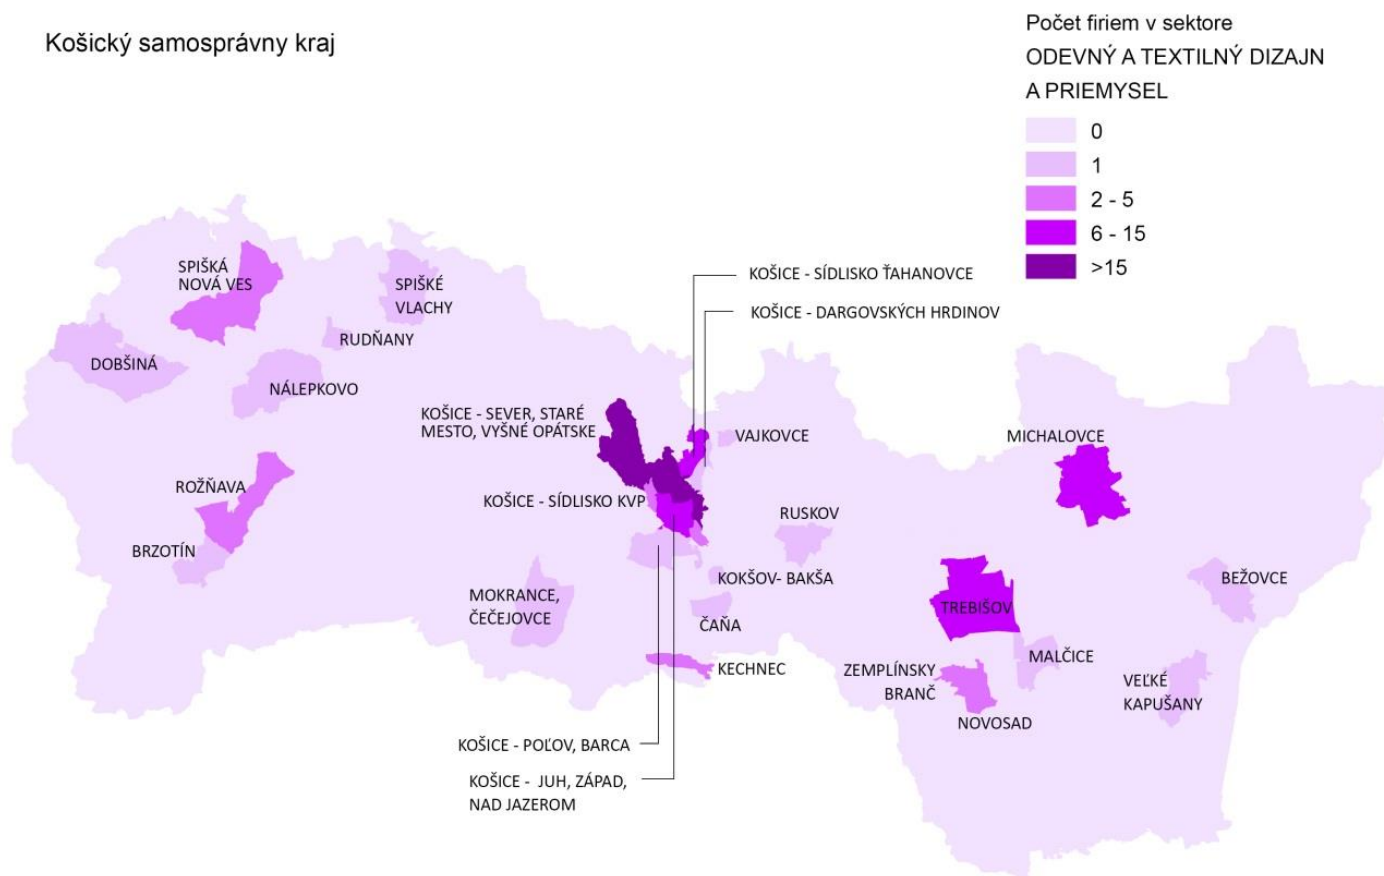 Košický samosprávny kraj
Počet firiem v sektore
ODEVNÝ A TEXTILNÝ DIZAJN
A PRIEMYSEL
0
1
2 - 5
6 - 15
>15
SPIŠKÁ
NOVÁ VES
SPIŠKÉ
VLACHY
RUDŇANY
DOBŠINÁ
NÁLEPKOVO
KOŠICE - SÍDLISKO ŤAHANOVCE
KOŠICE - DARGOVSKÝCH HRDINOV
KOŠICE - SEVER, STARÉ
MESTO, VYŠNÉ OPÁTSKE
VAJKOVCE
MICHALOVCE
ROŽŇAVA
KOŠICE - SÍDLISKO KVP
RUSKOV
BRZOTÍN
KOKŠOV- BAKŠA
BEŽOVCE
MOKRANCE,
ČEČEJOVCE
TREBIŠOV
ČAŇA
MALČICE
KECHNEC
ZEMPLÍNSKY
BRANČ
VEĽKÉ
KAPUŠANY
NOVOSAD
KOŠICE - POĽOV, BARCA
KOŠICE -  JUH, ZÁPAD,
NAD JAZEROM